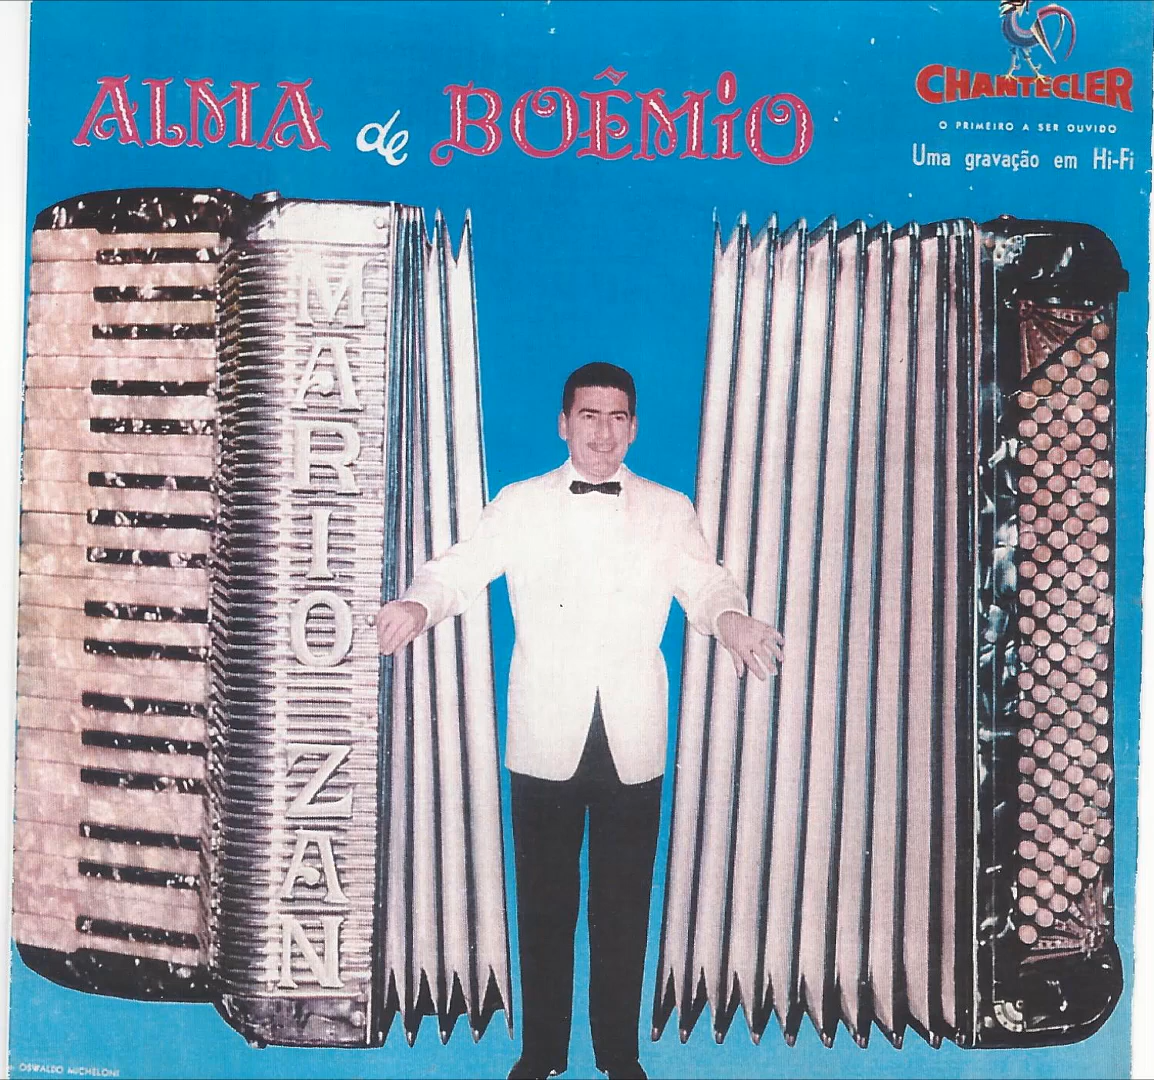 ALMA de BOÊMiO
CHANTECLER
O PRIMEIRO A SER OUVIDO
Uma gravação em Hi-Fi
MARIO ZAN
OSWALDO MICHELONI